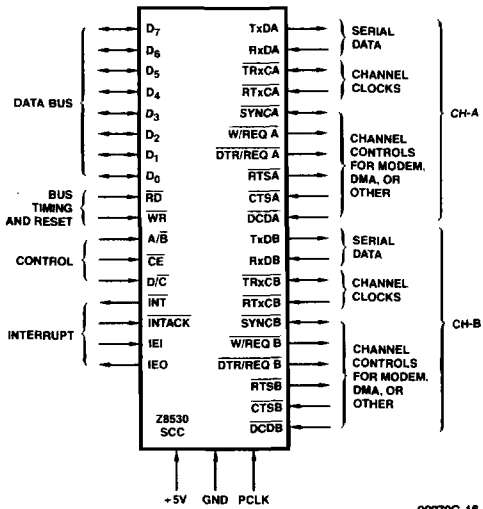 DATA BUS
BUS
TIMING
AND RESET
CONTROL
INTERRUPT
D7
D6
D5
D4
D3
D2
D1
D0
RD
WR
A/B
CE
D/C
INT
INTACK
IEI
IEO
Z8530
SCC
TxDA
RxDA
TRxCA
RTxCA
SYNCA
W/REQ A
DTR/REQ A
RTSA
CTSA
DCDA
TxDB
RxDB
TRxCB
RTxCB
SYNCB
W/REQ B
DTR/REQ B
RTSB
CTSB
DCDB
SERIAL
DATA
CHANNEL
CLOCKS
CHANNEL
CONTROLS
FOR MODEM,
DMA, OR
OTHER
CH-A
SERIAL
DATA
CHANNEL
CLOCKS
CHANNEL
CONTROLS
FOR MODEM,
DMA, OR
OTHER
CH-B
+5V GND PCLK